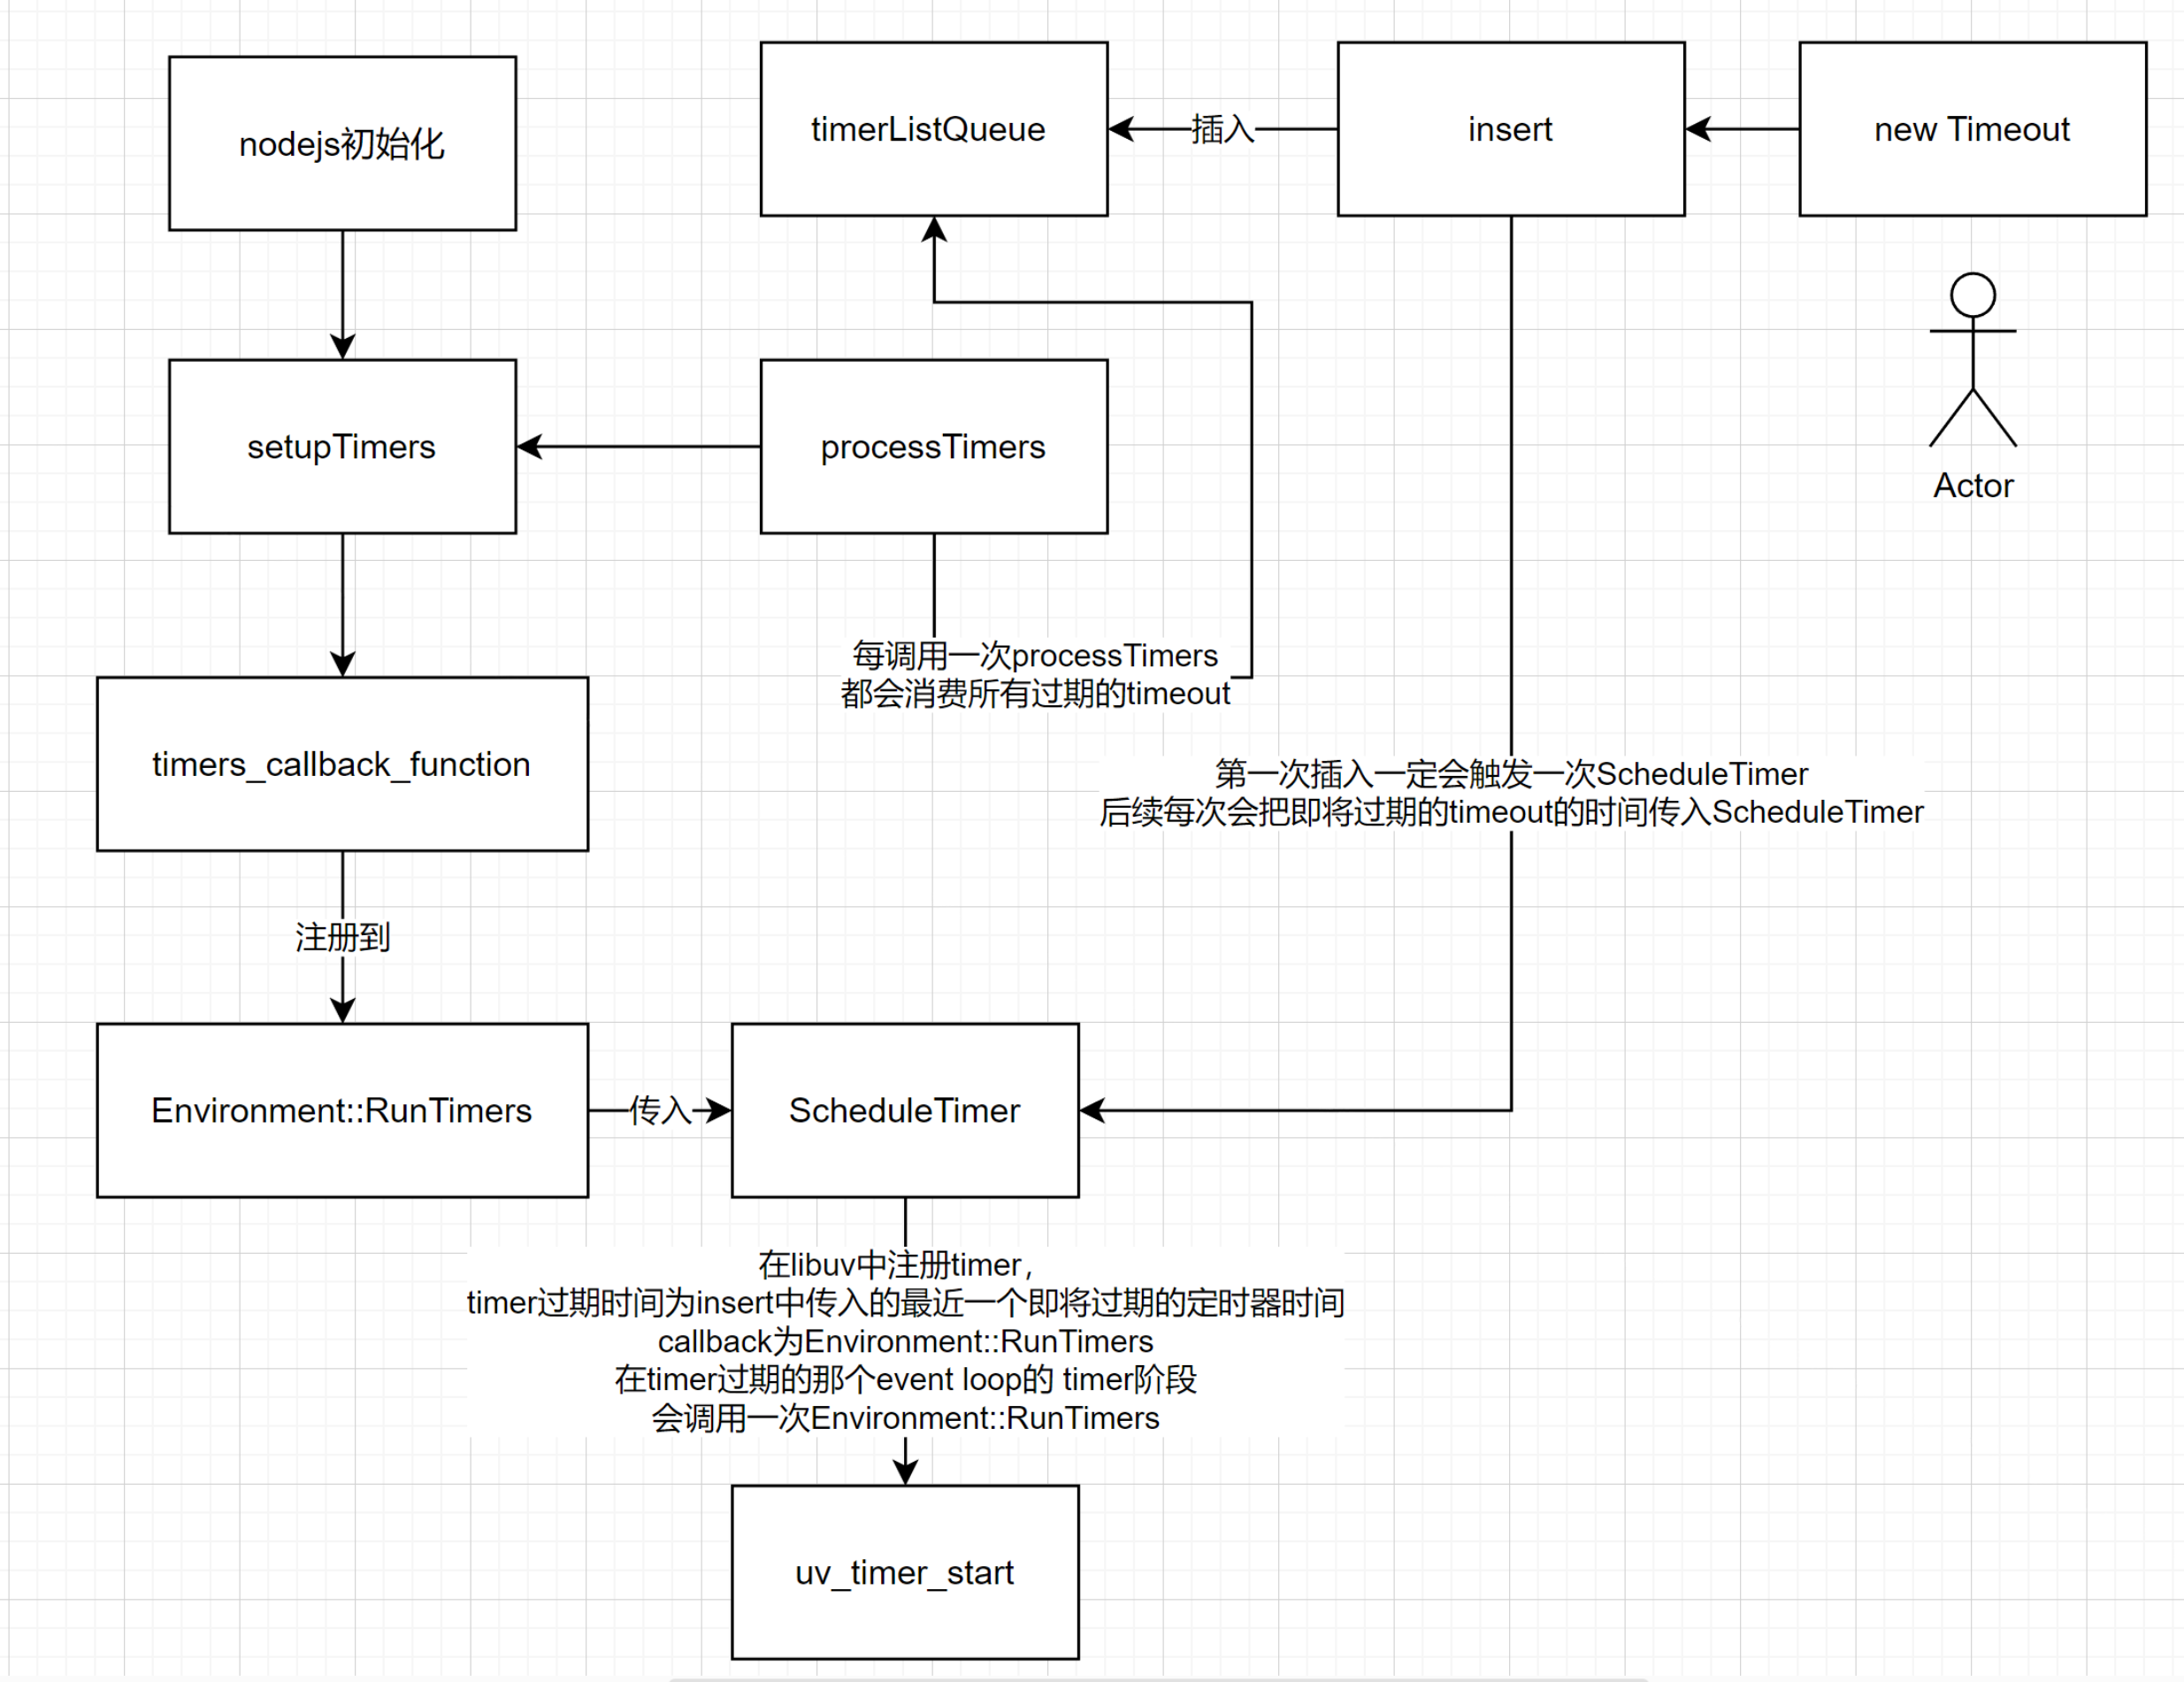 nodejs初始化
timerListQueue
插入
insert
new Timeout
setupTimers
processTimers
Actor
每调用一次processTimers
都会消费所有过期的timeout
timers_callback_function
第一次插入一定会触发一次ScheduleTimer
后续每次会把即将过期的timeout的时间传入ScheduleTimer
注册到
Environment::RunTimers
传入
ScheduleTimer
在libuv中注册timer，
timer过期时间为insert中传入的最近一个即将过期的定时器时间
callback为Environment::RunTimers
在timer过期的那个event loop的 timer阶段
会调用一次Environment::RunTimers
uv_timer_start